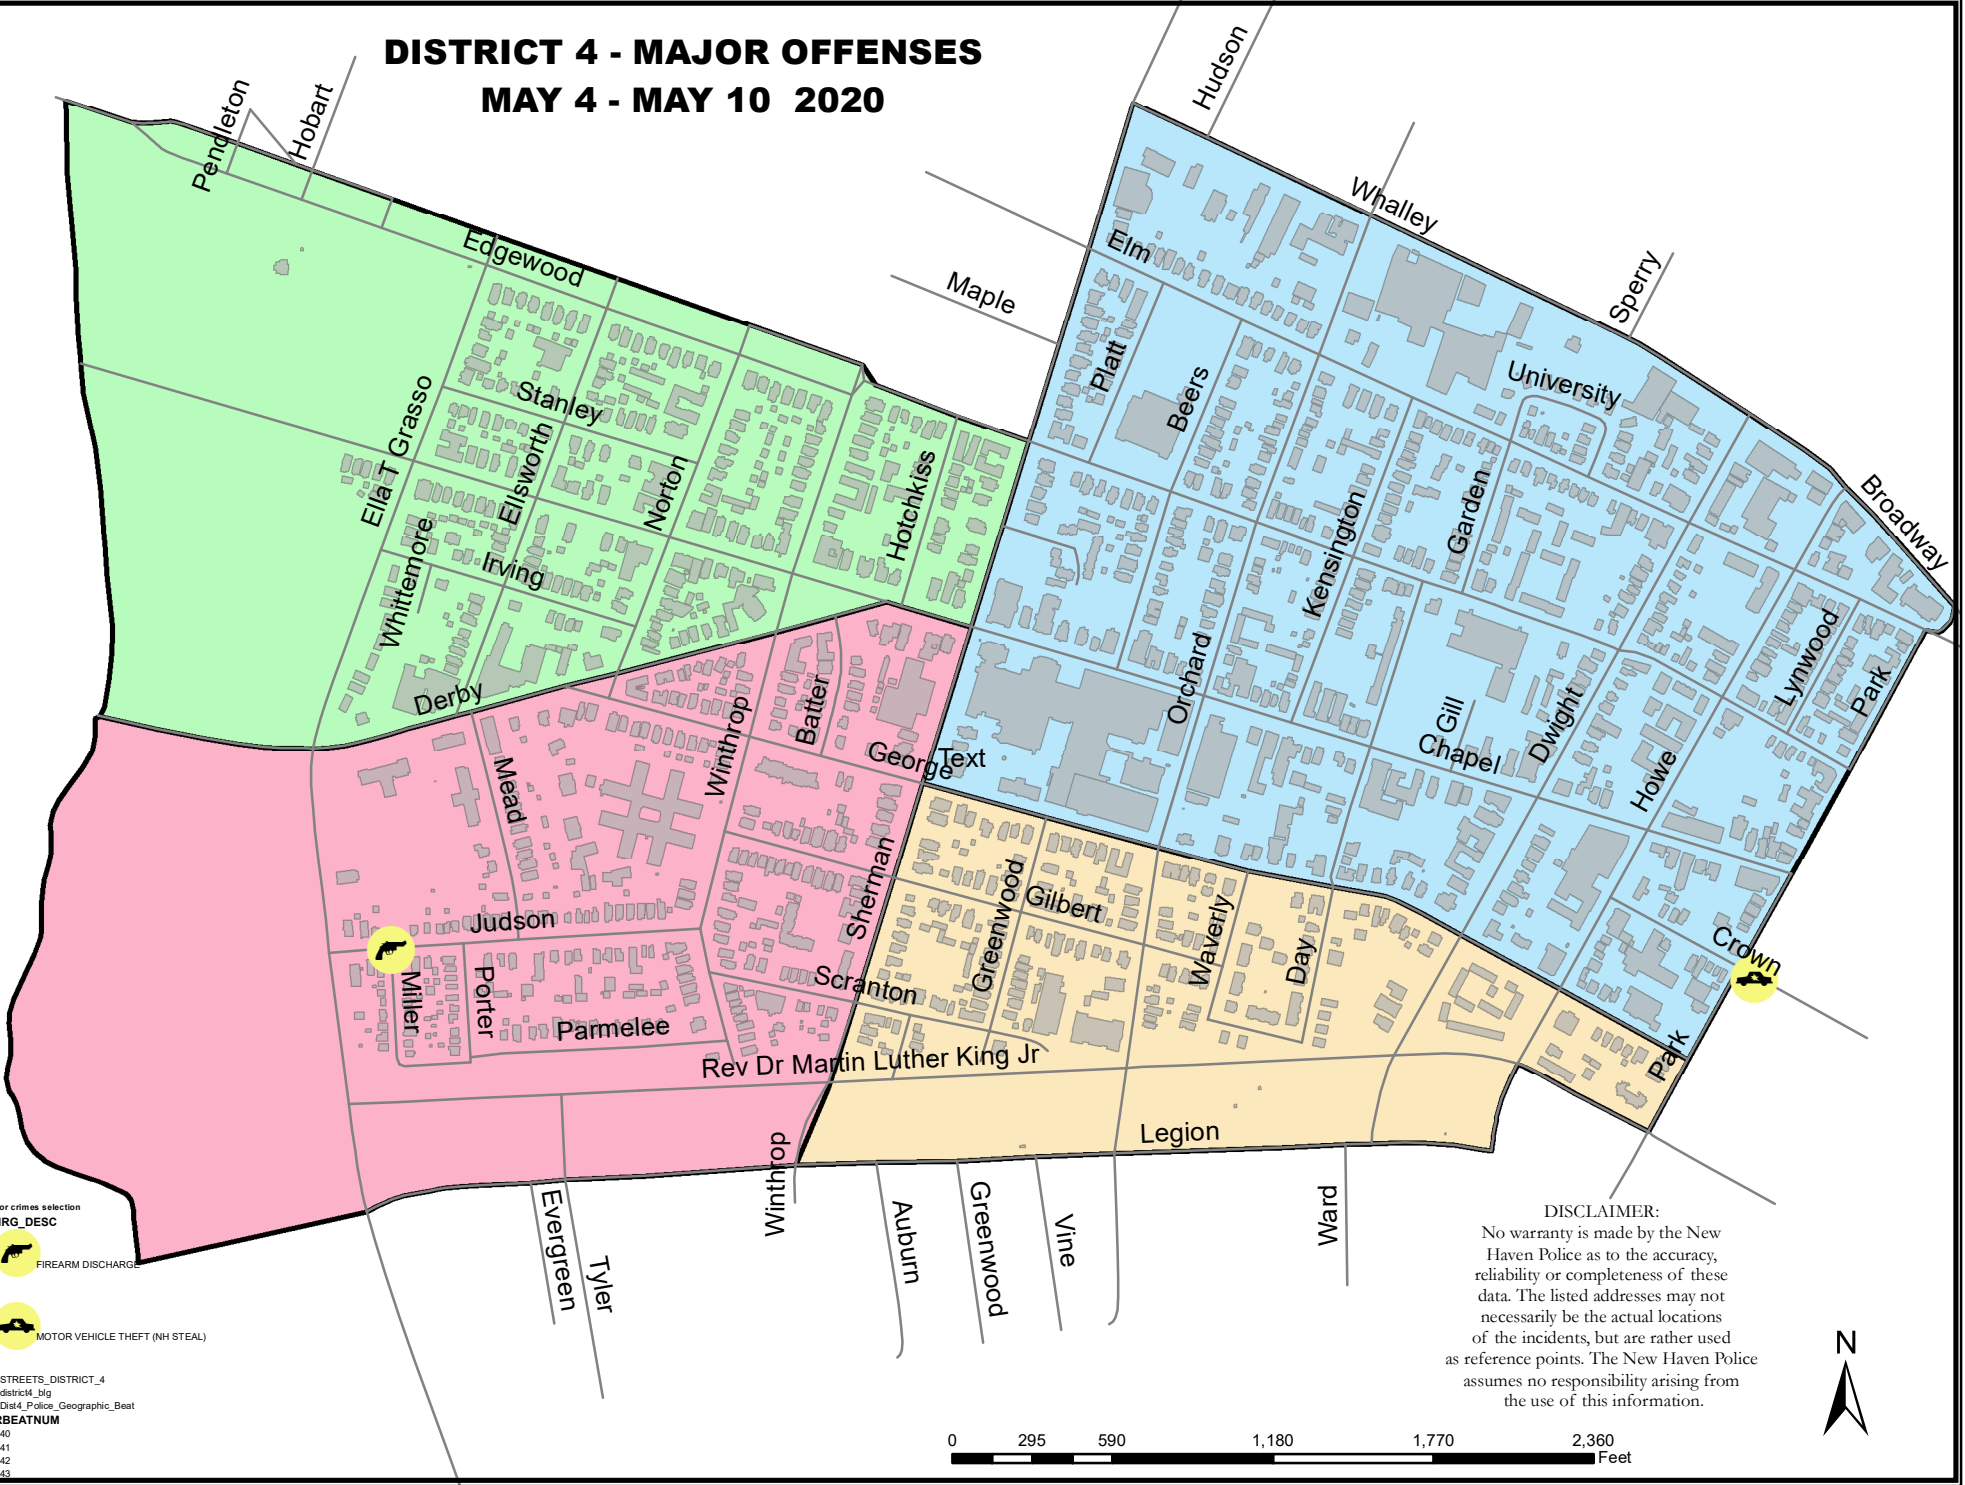 DISTRICT 4 - MAJOR OFFENSES
MAY 4 - MAY 10  2020
Pendleton
Hobart
Hudson
Whalley
Edgewood
Elm
Maple
Sperry
Platt
Beers
University
Stanley
Ella T Grasso
Ellsworth
Norton
Hotchkiss
Garden
Kensington
Broadway
Whittemore
Irving
Derby
Orchard
Lynwood
Park
Batter
Winthrop
Mead
George
Text
Gill
Chapel
Dwight
Howe
Sherman
Greenwood
Gilbert
Waverly
Day
Crown
Judson
Miller
Porter
Parmelee
Scranton
Rev Dr Martin Luther King Jr
Park
Legion
Winthrop
Evergreen
Tyler
Auburn
Greenwood
Vine
Ward
or crimes selection
RG_DESC
FIREARM DISCHARGE
MOTOR VEHICLE THEFT (NH STEAL)
STREETS_DISTRICT_4
district4_blg
Dist4_Police_Geographic_Beat
BEATNUM
40
41
42
43
DISCLAIMER:
No warranty is made by the New
Haven Police as to the accuracy,
reliability or completeness of these
data. The listed addresses may not
necessarily be the actual locations
of the incidents, but are rather used
as reference points. The New Haven Police
assumes no responsibility arising from
the use of this information.
N
0 295 590 1,180 1,770 2,360
Feet